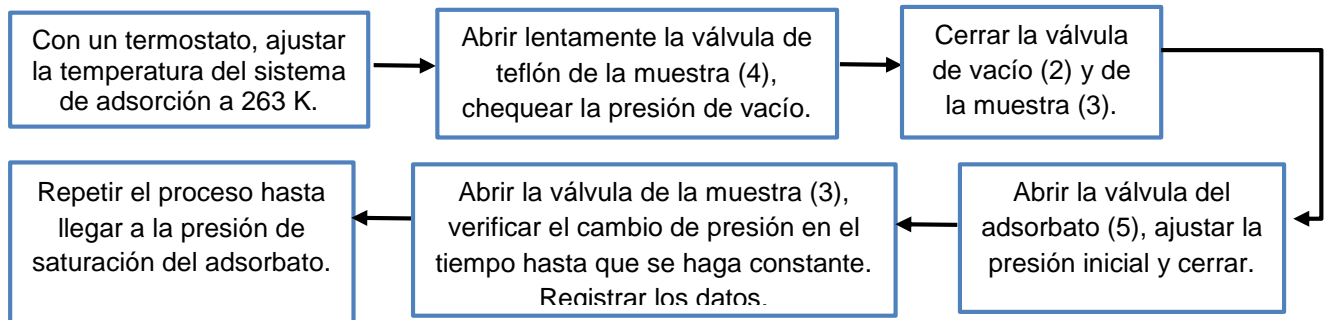 Con un termostato, ajustar
la temperatura del sistema
de adsorción a 263 K.
Abrir lentamente la válvula de
teflón de la muestra (4),
chequear la presión de vacío.
Cerrar la válvula
de vacío (2) y de
la muestra (3).
Abrir la válvula del
adsorbato (5), ajustar la
presión inicial y cerrar.
Abrir la válvula de la muestra (3),
verificar el cambio de presión en el
tiempo hasta que se haga constante.
Registrar los datos.
Repetir el proceso hasta
llegar a la presión de
saturación del adsorbato.